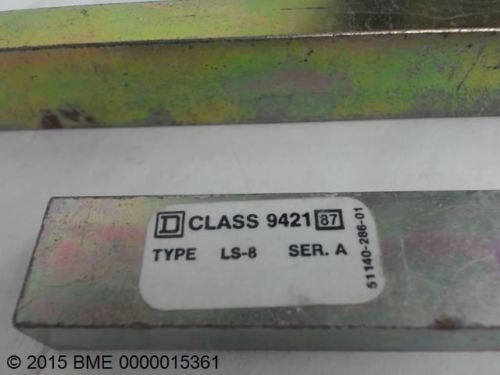 D CLASS 9421 87
TYPE LS-8 SER. A
51140-286-01
© 2015 BME 0000015361